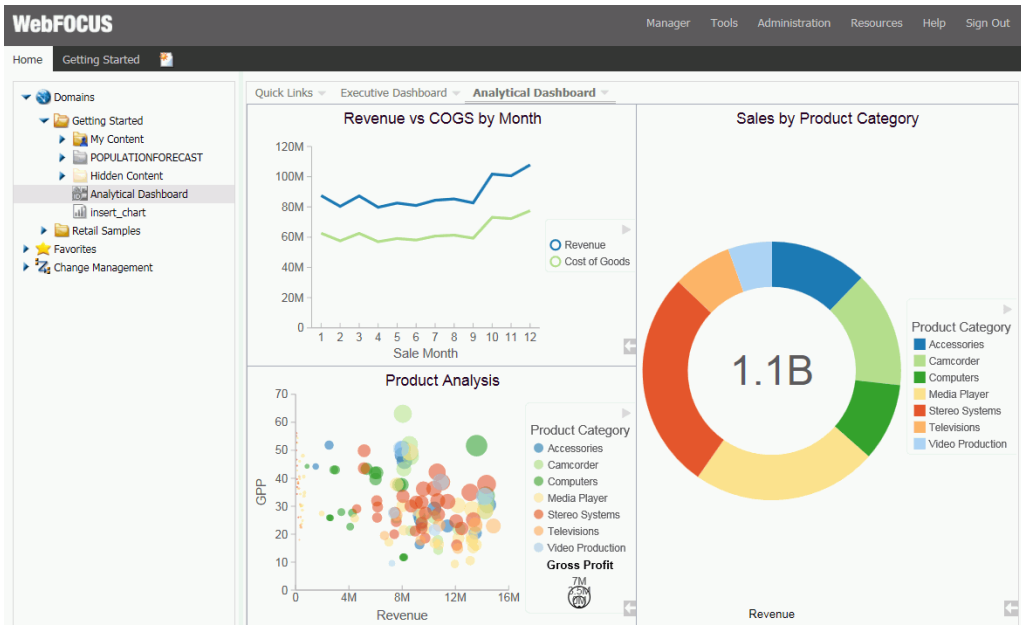 WebFOCUS
Manager Tools Administration Resources Help Sign Out
Home Getting Started
Domains
Getting Started
My Content
POPULATIONFORECAST
Hidden Content
Analytical Dashboard
insert_chart
Retail Samples
Favorites
Change Management
Quick Links Executive Dashboard Analytical Dashboard
Revenue vs COGS by Month
120M
100M
80M
60M
40M
20M
0
1 2 3 4 5 6 7 8 9 10 11 12
Sale Month
Revenue
Cost of Goods
Product Analysis
70
60
50
40
30
20
10
0
GPP
0 4M 8M 12M 16M
Revenue
Product Category
Accessories
Camcorder
Computers
Media Player
Stereo Systems
Televisions
Video Production
Gross Profit
7M
3.5M
0M
Sales by Product Category
1.1B
Product Category
Accessories
Camcorder
Computers
Media Player
Stereo Systems
Televisions
Video Production
Revenue